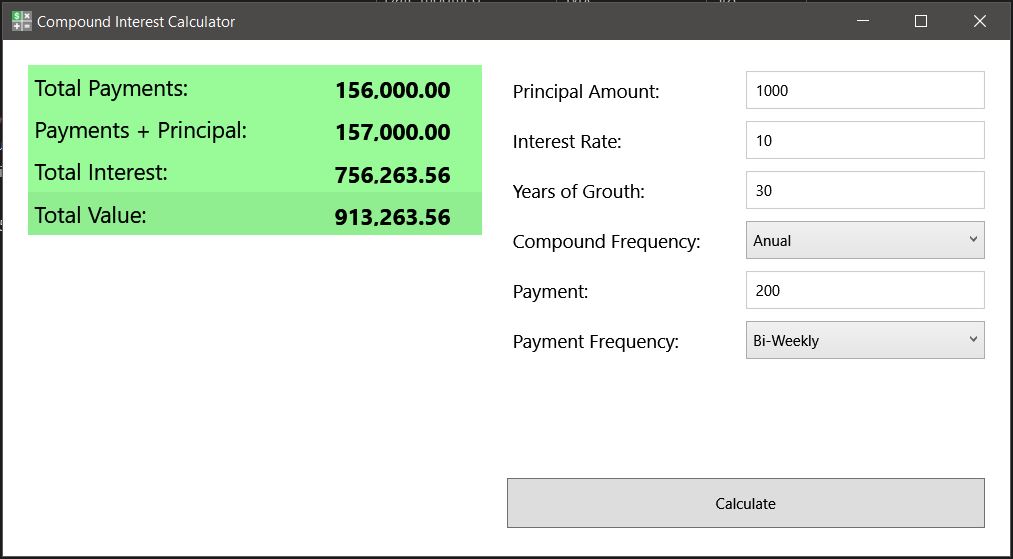 Compound Interest Calculator
Total Payments: 156,000.00
Payments + Principal: 157,000.00
Total Interest: 756,263.56
Total Value: 913,263.56
Principal Amount: 1000
Interest Rate: 10
Years of Grouth: 30
Compound Frequency: Anual
Payment: 200
Payment Frequency: Bi-Weekly
Calculate